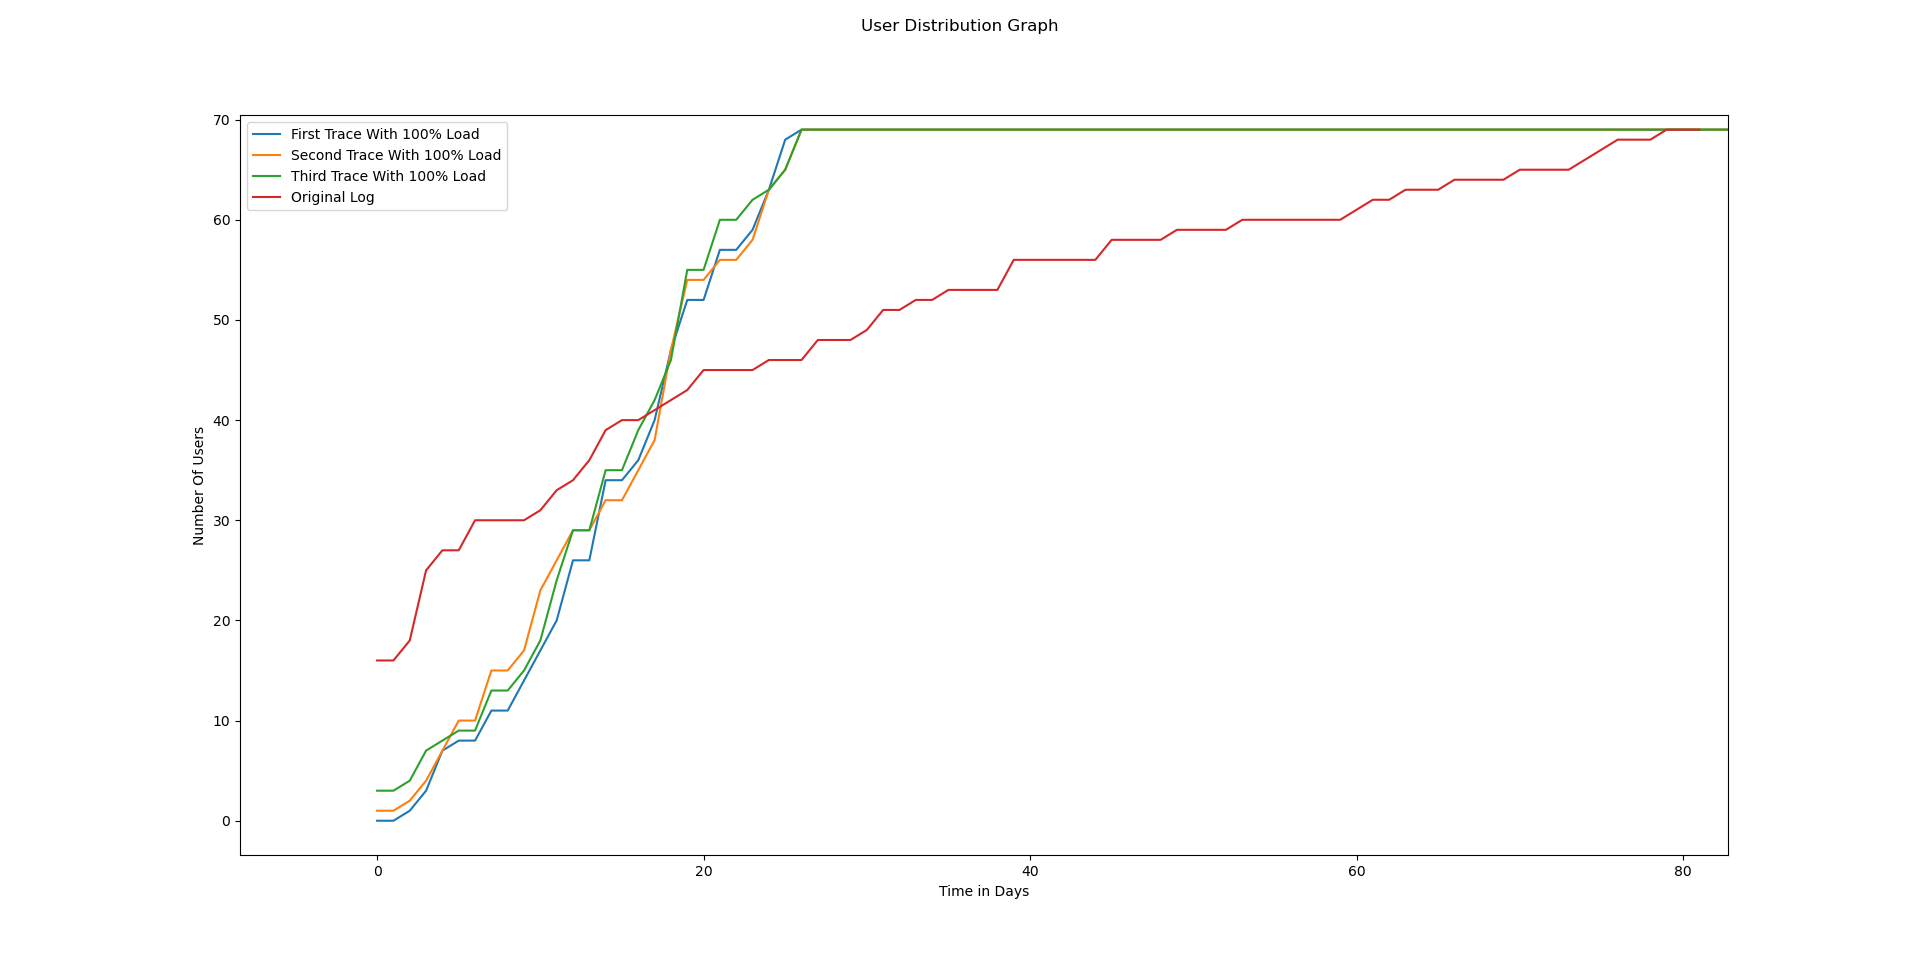 User Distribution Graph
First Trace With 100% Load
Second Trace With 100% Load
Third Trace With 100% Load
Original Log
Number Of Users
70
60
50
40
30
20
10
0
0 20 40 60 80
Time in Days